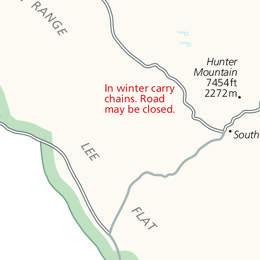 RANGE
Hunter
Mountain
7454ft
2272m
In winter carry
chains. Road
may be closed.
South
LEE
FLAT